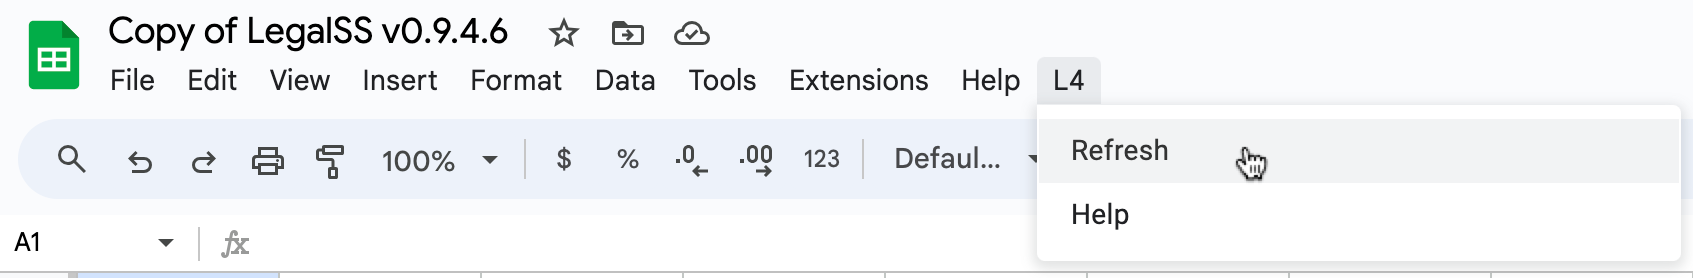 Copy of LegalSS v0.9.4.6
File Edit View Insert Format Data Tools Extensions Help L4
100% $ % .0 .00 123 Defaul...
Refresh
Help
A1 fx